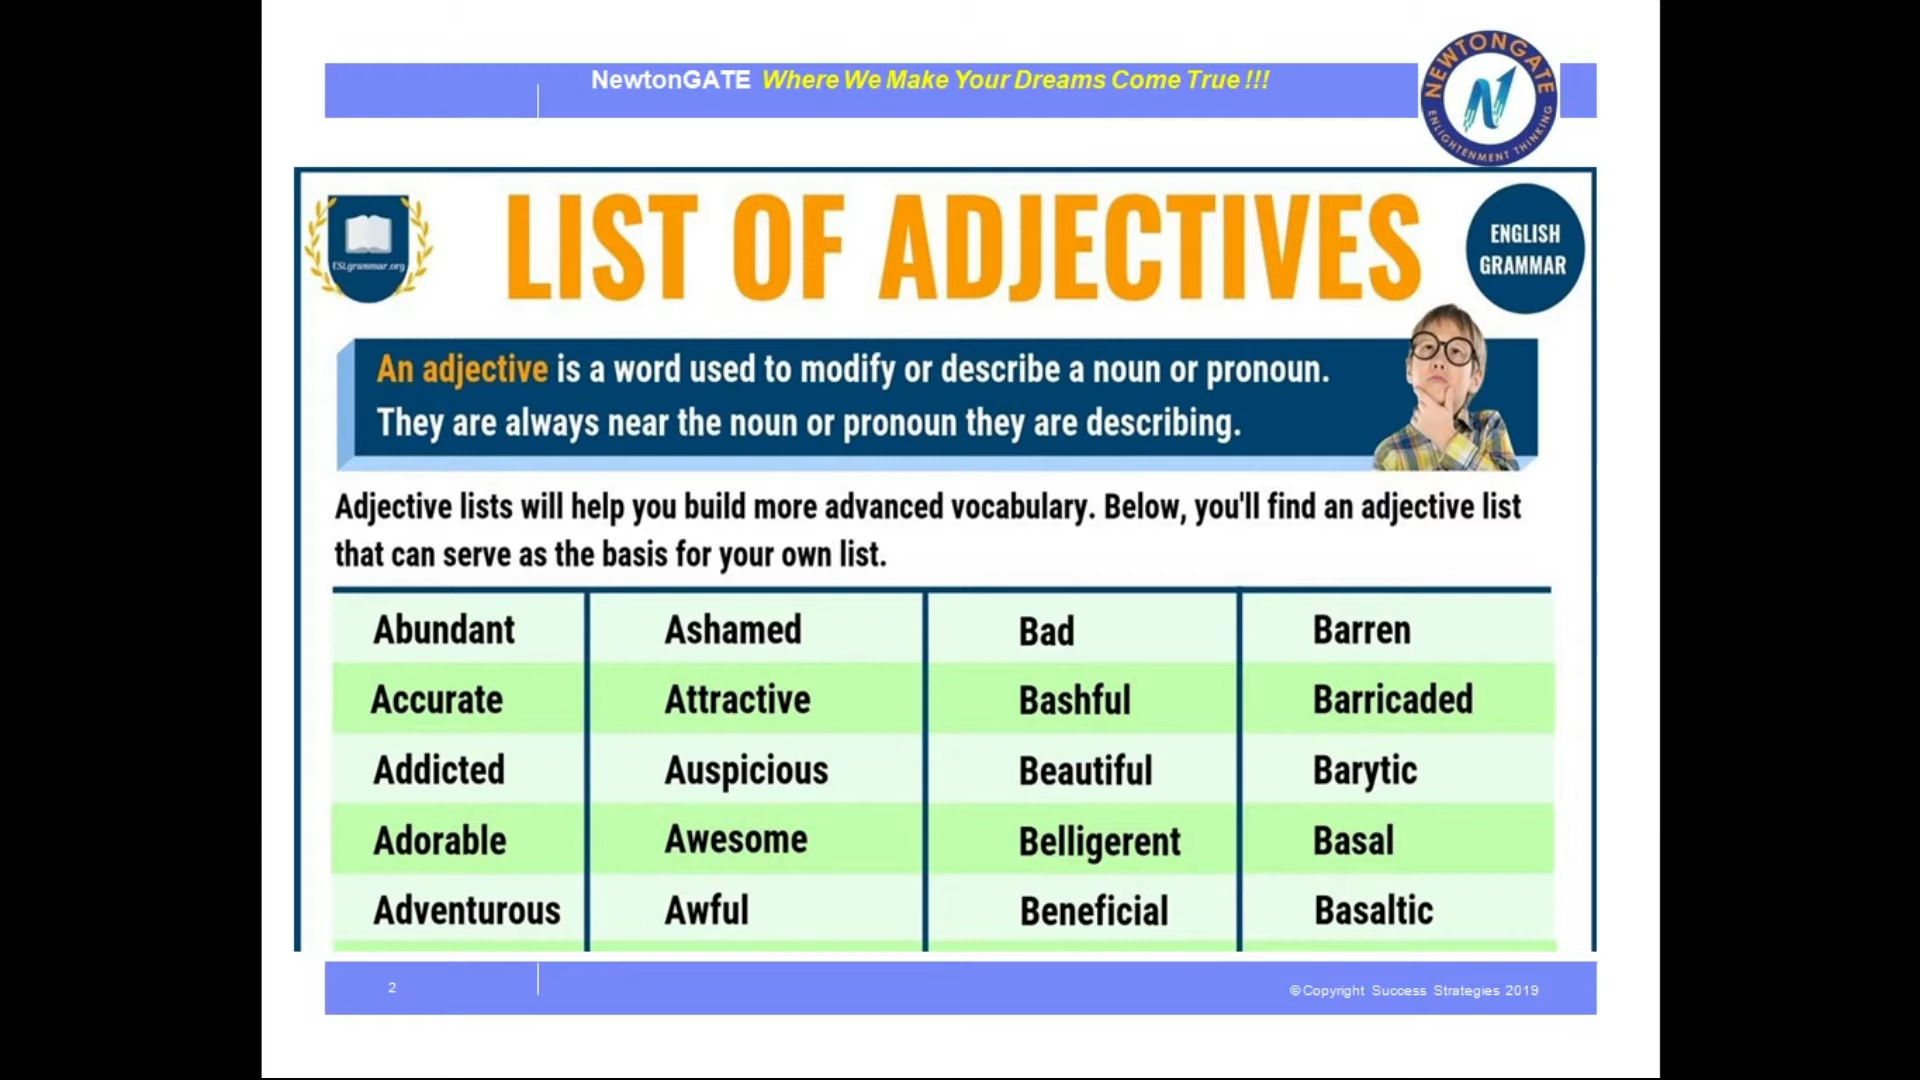 NewtonGATE Where We Make Your Dreams Come True !!!
NEWTONGATE
ENLIGHTENMENT THINKING
N
ESLgrammar.org
LIST OF ADJECTIVES
ENGLISH
GRAMMAR
An adjective is a word used to modify or describe a noun or pronoun.
They are always near the noun or pronoun they are describing.
Adjective lists will help you build more advanced vocabulary. Below, you'll find an adjective list
that can serve as the basis for your own list.
Abundant Ashamed Bad Barren
Accurate Attractive Bashful Barricaded
Addicted Auspicious Beautiful Barytic
Adorable Awesome Belligerent Basal
Adventurous Awful Beneficial Basaltic
2
©Copyright Success Strategies 2019